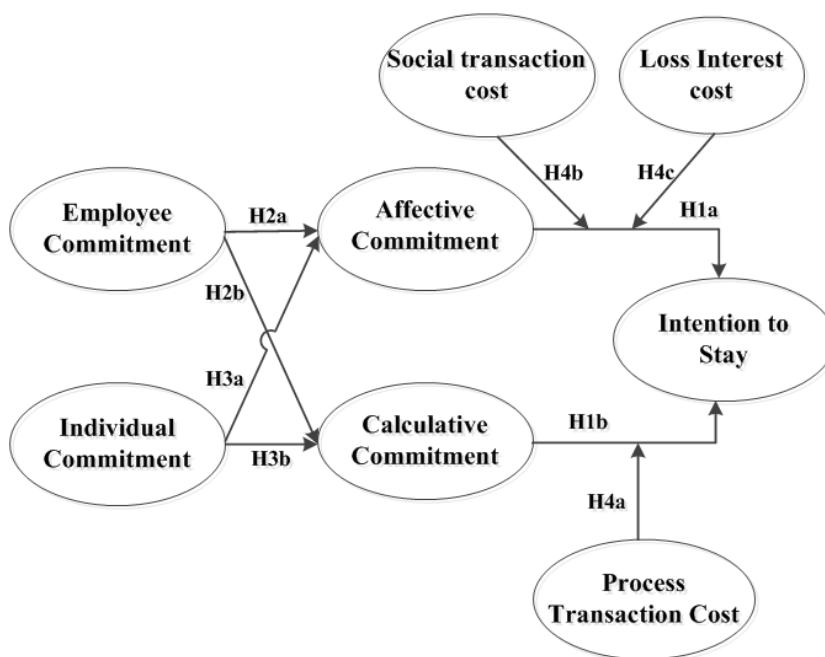 Social transaction
cost
Loss Interest
cost
H4b
H4c
H1a
Employee
Commitment
H2a
Affective
Commitment
H2b
Intention to
Stay
H3a
Individual
Commitment
H3b
Calculative
Commitment
H1b
H4a
Process
Transaction Cost